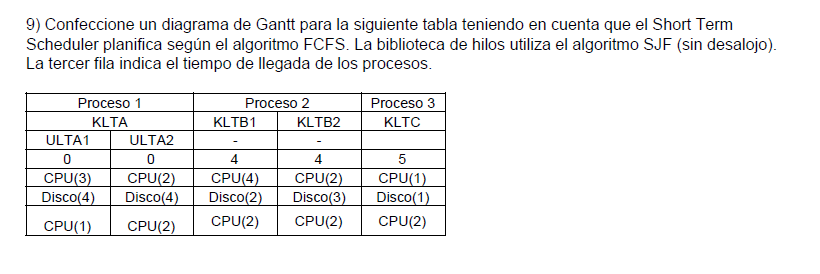 9) Confeccione un diagrama de Gantt para la siguiente tabla teniendo en cuenta que el Short Term
Scheduler planifica según el algoritmo FCFS. La biblioteca de hilos utiliza el algoritmo SJF (sin desalojo).
La tercer fila indica el tiempo de llegada de los procesos.
Proceso 1 Proceso 2 Proceso 3
KLTA KLTB1 KLTB2 KLTC
ULTA1 ULTA2 - -
0 0 4 4 5
CPU(3) CPU(2) CPU(4) CPU(2) CPU(1)
Disco(4) Disco(4) Disco(2) Disco(3) Disco(1)
CPU(1) CPU(2) CPU(2) CPU(2) CPU(2)